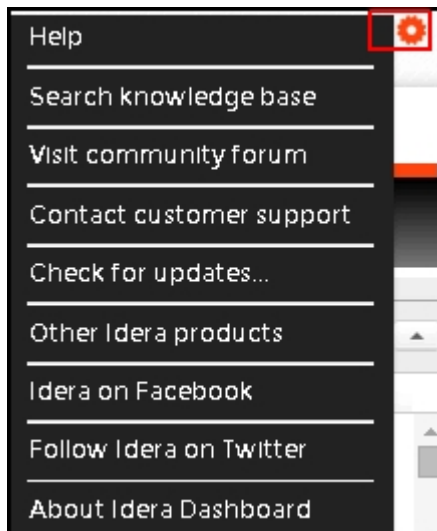 Help
Search knowledge base
Visit community forum
Contact customer support
Check for updates...
Other Idera products
Idera on Facebook
Follow Idera on Twitter
About Idera Dashboard